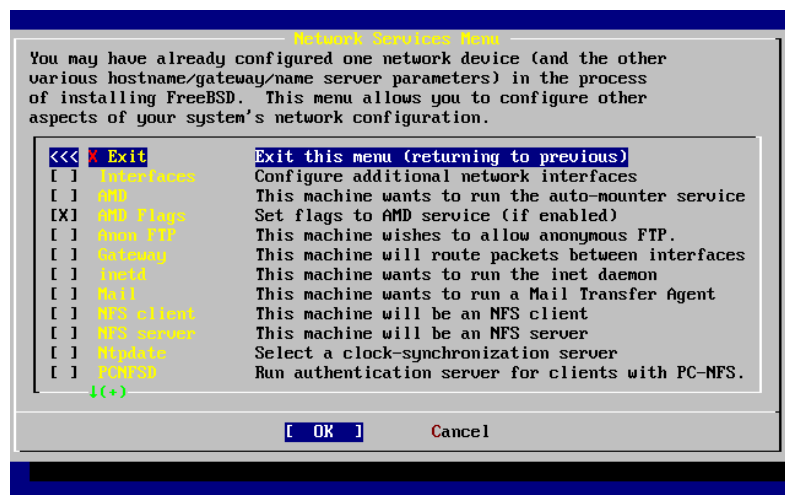 Network Services Menu
You may have already configured one network device (and the other
various hostname/gateway/name server parameters) in the process
of installing FreeBSD.  This menu allows you to configure other
aspects of your system's network configuration.
<<< X Exit Exit this menu (returning to previous)
[ ] Interfaces Configure additional network interfaces
[ ] AMD This machine wants to run the auto-mounter service
[X] AMD Flags Set flags to AMD service (if enabled)
[ ] Anon FTP This machine wishes to allow anonymous FTP.
[ ] Gateway This machine will route packets between interfaces
[ ] inetd This machine wants to run the inet daemon
[ ] Mail This machine wants to run a Mail Transfer Agent
[ ] NFS client This machine will be an NFS client
[ ] NFS server This machine will be an NFS server
[ ] Ntpdate Select a clock-synchronization server
[ ] PCNFSD Run authentication server for clients with PC-NFS.
↓(+)
[ OK ] Cancel